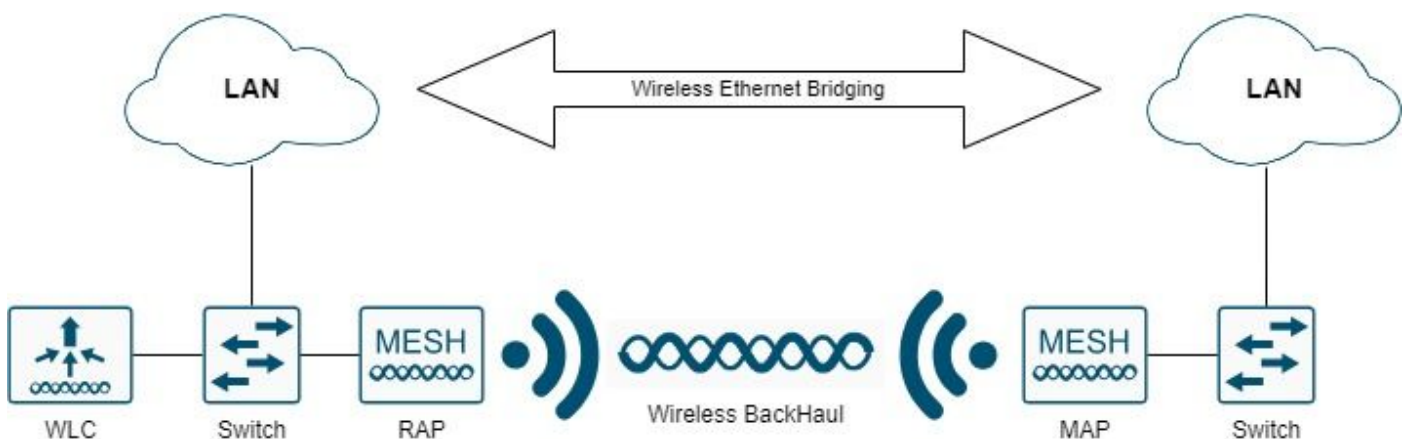 LAN
Wireless Ethernet Bridging
LAN
MESH
MESH
WLC
Switch
RAP
Wireless BackHaul
MAP
Switch